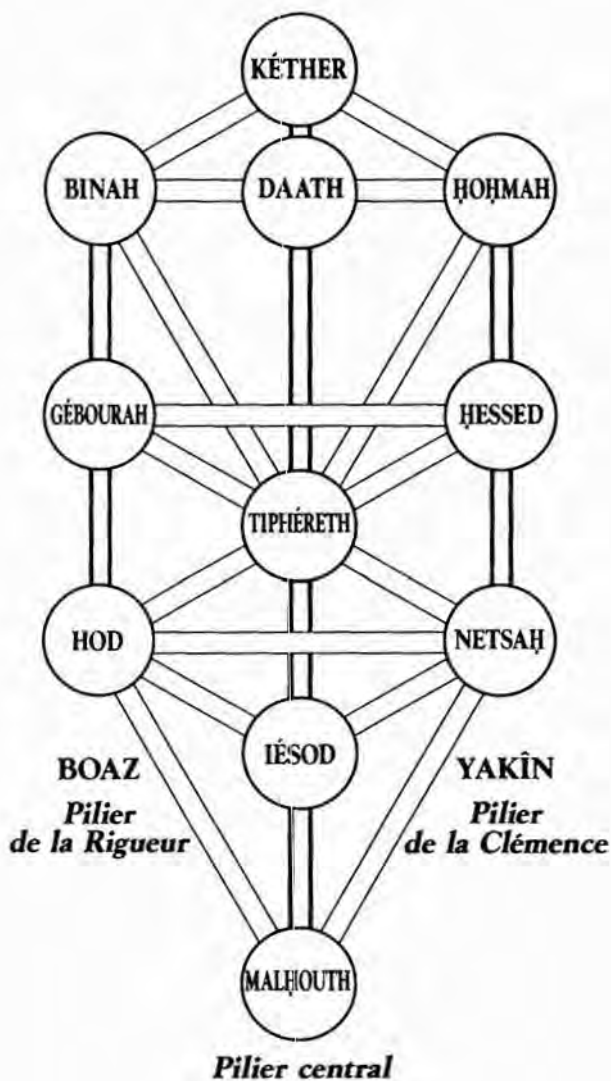 KÉTHER
BINAH DAATH ḤOḤMAH
GÉBOURAH ḤESSED
TIPHÉRETH
HOD NETSAḤ
IÉSOD
BOAZ YAKÎN
Pilier Pilier
de la Rigueur de la Clémence
MALḤOUTH
Pilier central